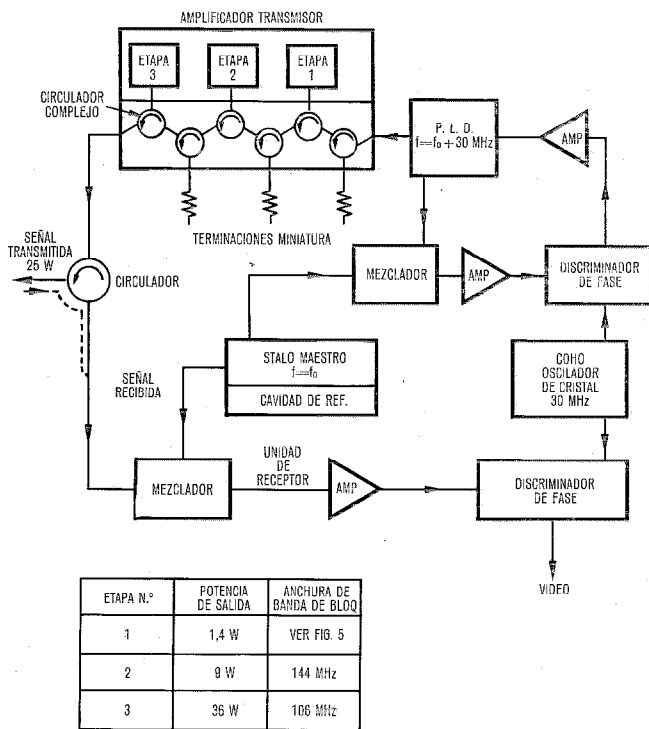 AMPLIFICADOR TRANSMISOR
ETAPA
3
ETAPA
2
ETAPA
1
CIRCULADOR
COMPLEJO
P. L. O.
f=f₀ + 30 MHz
AMP
TERMINACIONES MINIATURA
SEÑAL
TRANSMITIDA
25 W
CIRCULADOR
MEZCLADOR
AMP
DISCRIMINADOR
DE FASE
STALO MAESTRO
f=f₀
CAVIDAD DE REF.
COHO
OSCILADOR
DE CRISTAL
30 MHz
SEÑAL
RECIBIDA
UNIDAD
DE
RECEPTOR
MEZCLADOR
AMP
DISCRIMINADOR
DE FASE
VIDEO
ETAPA N.º POTENCIA DE SALIDA ANCHURA DE BANDA DE BLOQ
1 1,4 W VER FIG. 5
2 9 W 144 MHz
3 36 W 106 MHz